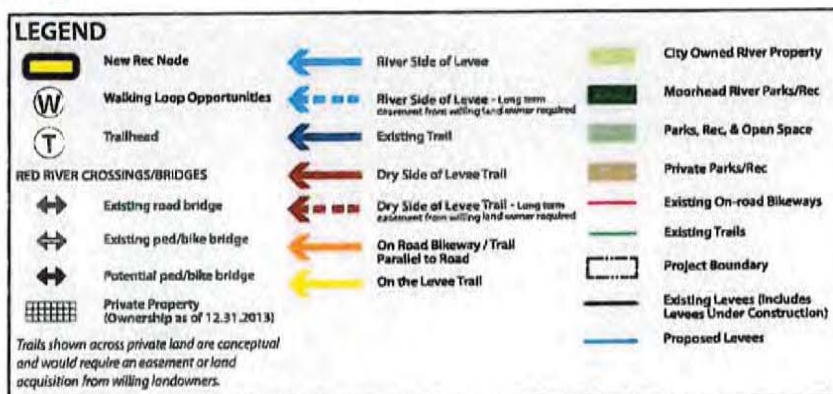 LEGEND
New Rec Node
W
Walking Loop Opportunities
T
Trailhead
RED RIVER CROSSINGS/BRIDGES
Existing road bridge
Existing ped/bike bridge
Potential ped/bike bridge
Private Property
(Ownership as of 12.31.2013)
Trails shown across private land are conceptual
and would require an easement or land
acquisition from willing landowners.
River Side of Levee
River Side of Levee - Long term
easement from willing land owner required
Existing Trail
Dry Side of Levee Trail
Dry Side of Levee Trail - Long term
easement from willing land owner required
On Road Bikeway / Trail
Parallel to Road
On the Levee Trail
City Owned River Property
Moorhead River Parks/Rec
Parks, Rec, & Open Space
Private Parks/Rec
Existing On-road Bikeways
Existing Trails
Project Boundary
Existing Levees (Includes
Levees Under Construction)
Proposed Levees